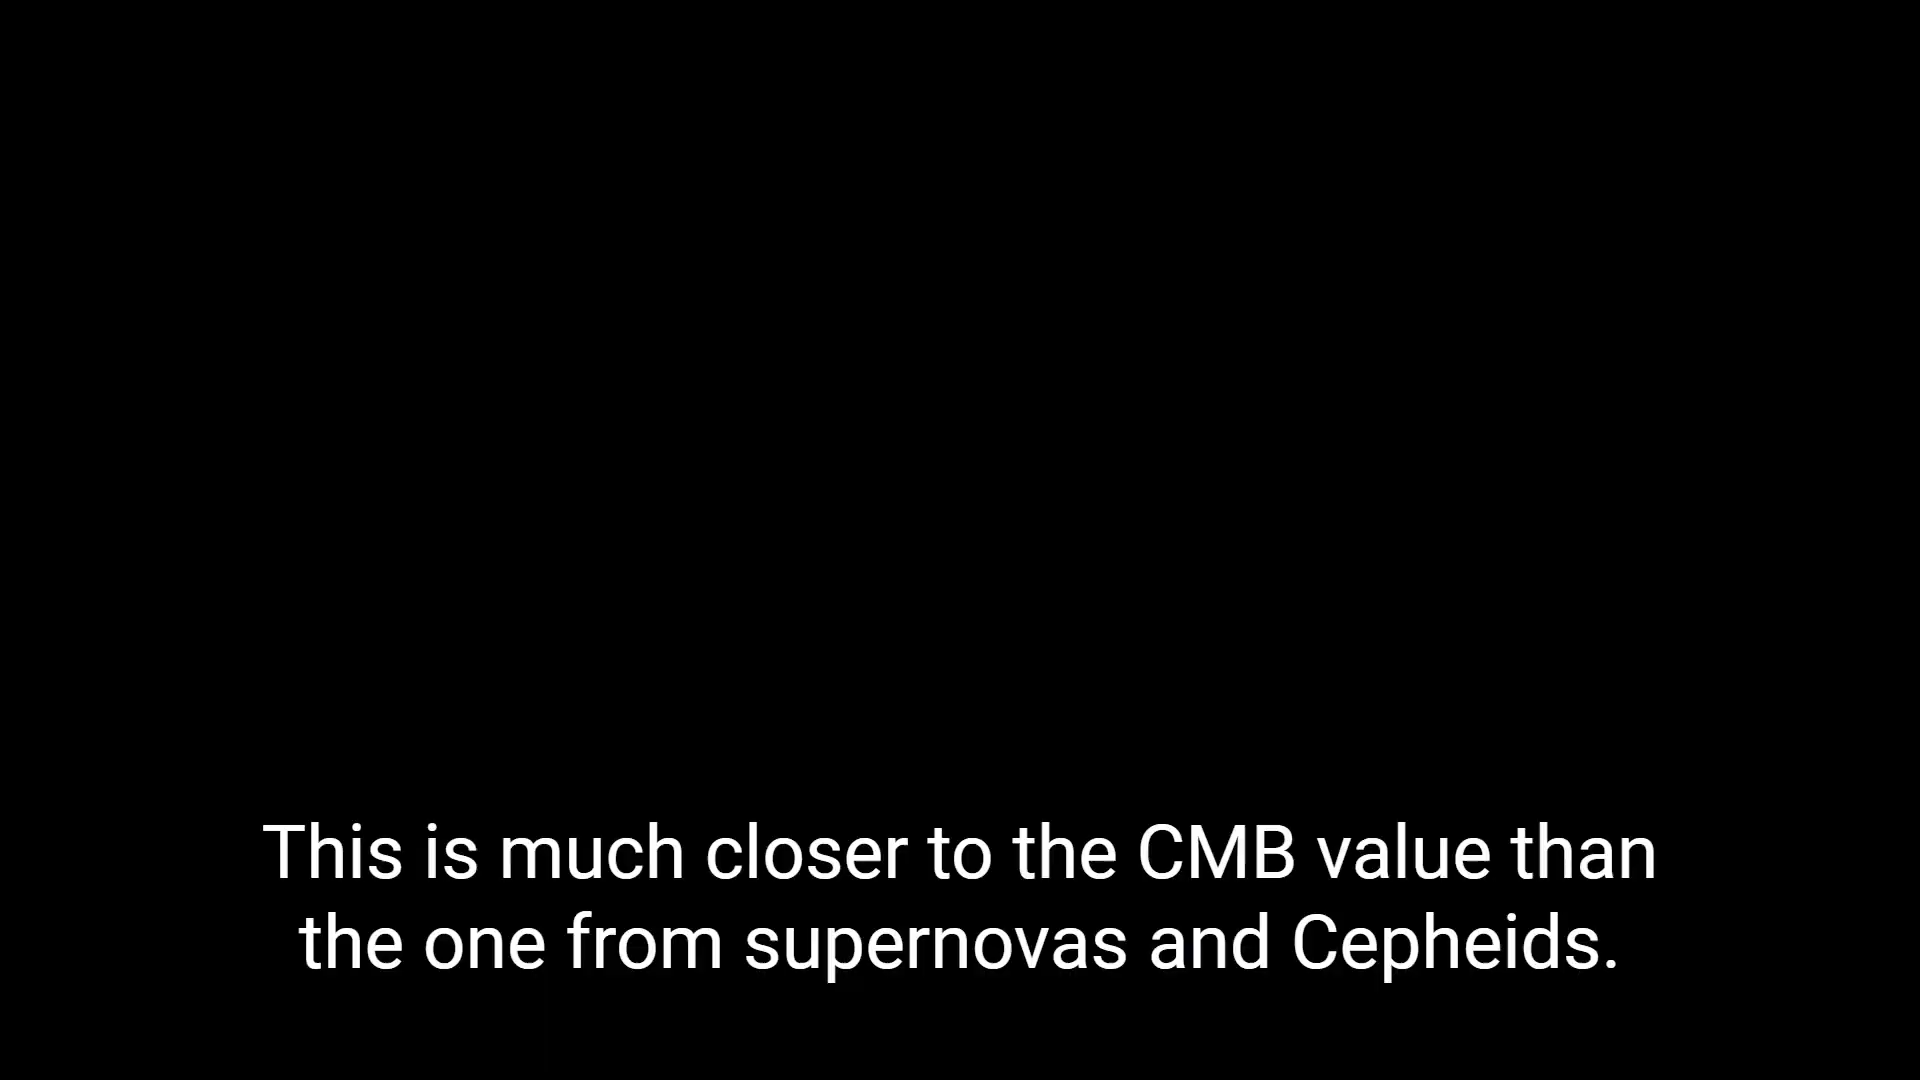 This is much closer to the CMB value than
the one from supernovas and Cepheids.